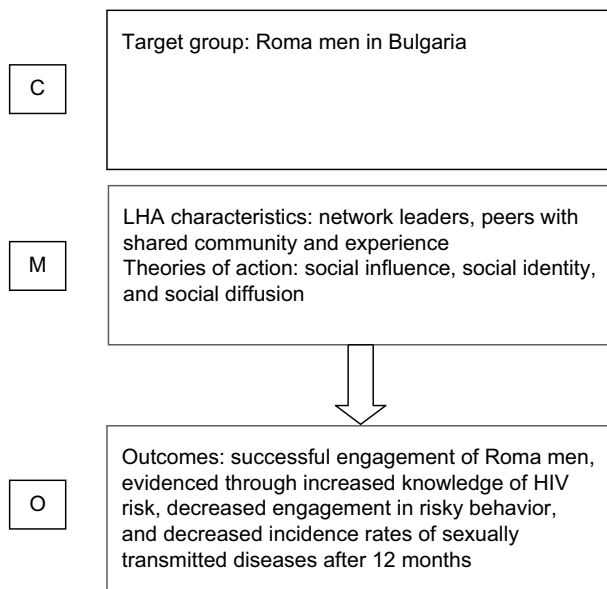 C
Target group: Roma men in Bulgaria
M
LHA characteristics: network leaders, peers with
shared community and experience
Theories of action: social influence, social identity,
and social diffusion
O
Outcomes: successful engagement of Roma men,
evidenced through increased knowledge of HIV
risk, decreased engagement in risky behavior,
and decreased incidence rates of sexually
transmitted diseases after 12 months